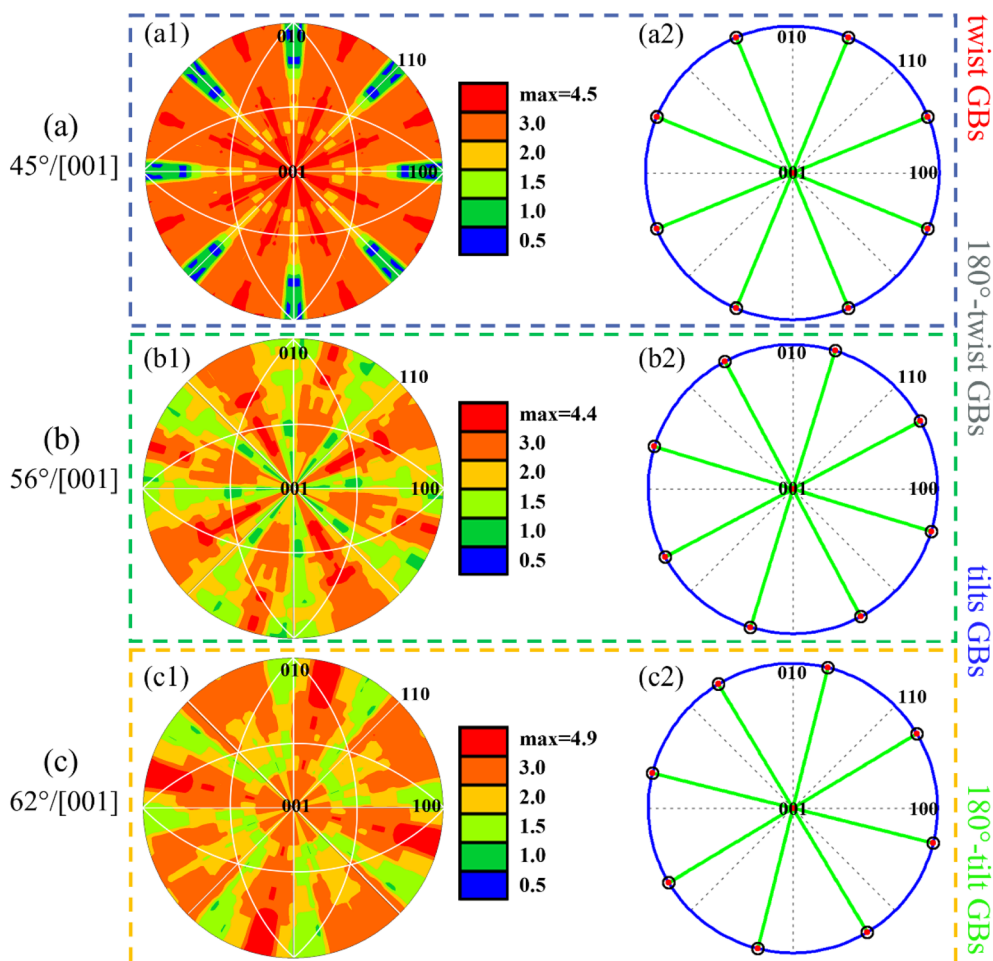 (a)
45°/[001]
(a1)
010
110
001
100
max=4.5
3.0
2.0
1.5
1.0
0.5
(a2)
010
110
001
100
(b)
56°/[001]
(b1)
010
110
001
100
max=4.4
3.0
2.0
1.5
1.0
0.5
(b2)
010
110
001
100
(c)
62°/[001]
(c1)
010
110
001
100
max=4.9
3.0
2.0
1.5
1.0
0.5
(c2)
010
110
001
100
twist GBs
180°-twist GBs
tilts GBs
180°-tilt GBs